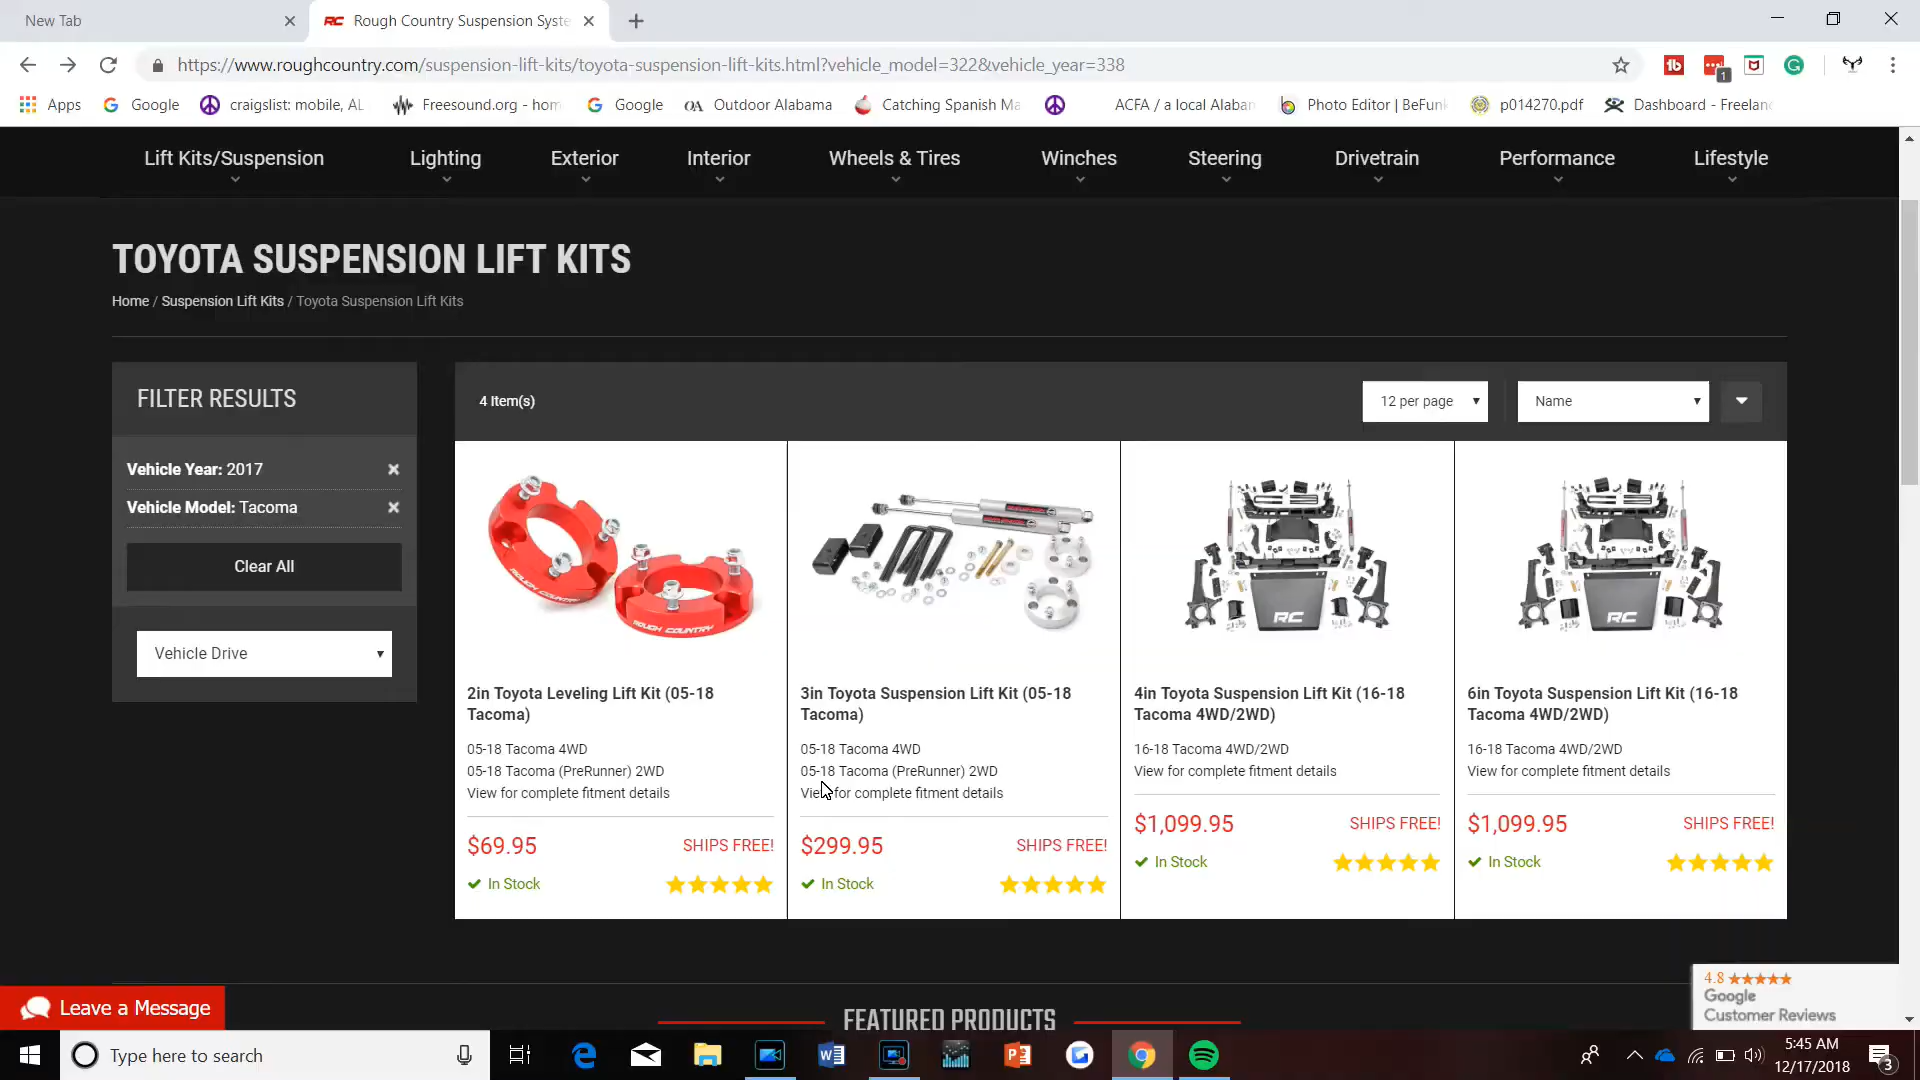 New Tab
RC Rough Country Suspension Syste
https://www.roughcountry.com/suspension-lift-kits/toyota-suspension-lift-kits.html?vehicle_model=322&vehicle_year=338
Apps Google craigslist: mobile, AL Freesound.org - hom Google OA Outdoor Alabama Catching Spanish Ma ACFA / a local Alaban Photo Editor | BeFunk p014270.pdf Dashboard - Freelanc
Lift Kits/Suspension Lighting Exterior Interior Wheels & Tires Winches Steering Drivetrain Performance Lifestyle
TOYOTA SUSPENSION LIFT KITS
Home / Suspension Lift Kits / Toyota Suspension Lift Kits
FILTER RESULTS
Vehicle Year: 2017
Vehicle Model: Tacoma
Clear All
Vehicle Drive
4 Item(s)
12 per page
Name
ROUGH COUNTRY
ROUGH COUNTRY
RC
RC
2in Toyota Leveling Lift Kit (05-18
Tacoma)
05-18 Tacoma 4WD
05-18 Tacoma (PreRunner) 2WD
View for complete fitment details
$69.95 SHIPS FREE!
In Stock
3in Toyota Suspension Lift Kit (05-18
Tacoma)
05-18 Tacoma 4WD
05-18 Tacoma (PreRunner) 2WD
View for complete fitment details
$299.95 SHIPS FREE!
In Stock
4in Toyota Suspension Lift Kit (16-18
Tacoma 4WD/2WD)
16-18 Tacoma 4WD/2WD
View for complete fitment details
$1,099.95 SHIPS FREE!
In Stock
6in Toyota Suspension Lift Kit (16-18
Tacoma 4WD/2WD)
16-18 Tacoma 4WD/2WD
View for complete fitment details
$1,099.95 SHIPS FREE!
In Stock
4.8
Google
Customer Reviews
Leave a Message
FEATURED PRODUCTS
Type here to search
5:45 AM
12/17/2018
3